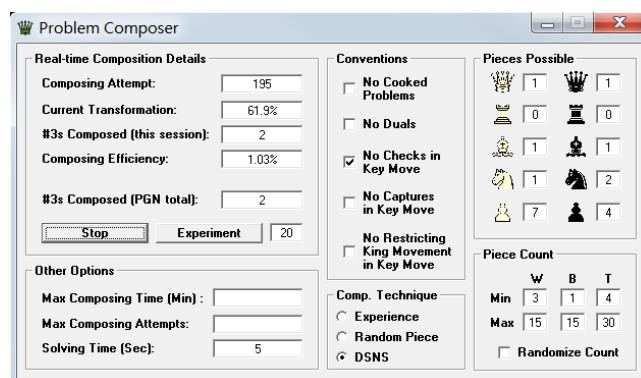 Problem Composer
Real-time Composition Details
Composing Attempt: 195
Current Transformation: 61.9%
#3s Composed (this session): 2
Composing Efficiency: 1.03%
#3s Composed (PGN total): 2
Stop Experiment 20
Other Options
Max Composing Time (Min) :
Max Composing Attempts:
Solving Time (Sec): 5
Conventions
No Cooked
Problems
No Duals
No Checks in
Key Move
No Captures
in Key Move
No Restricting
King Movement
in Key Move
Comp. Technique
Experience
Random Piece
DSNS
Pieces Possible
1 1
0 0
1 1
1 2
7 4
Piece Count
W B T
Min 3 1 4
Max 15 15 30
Randomize Count